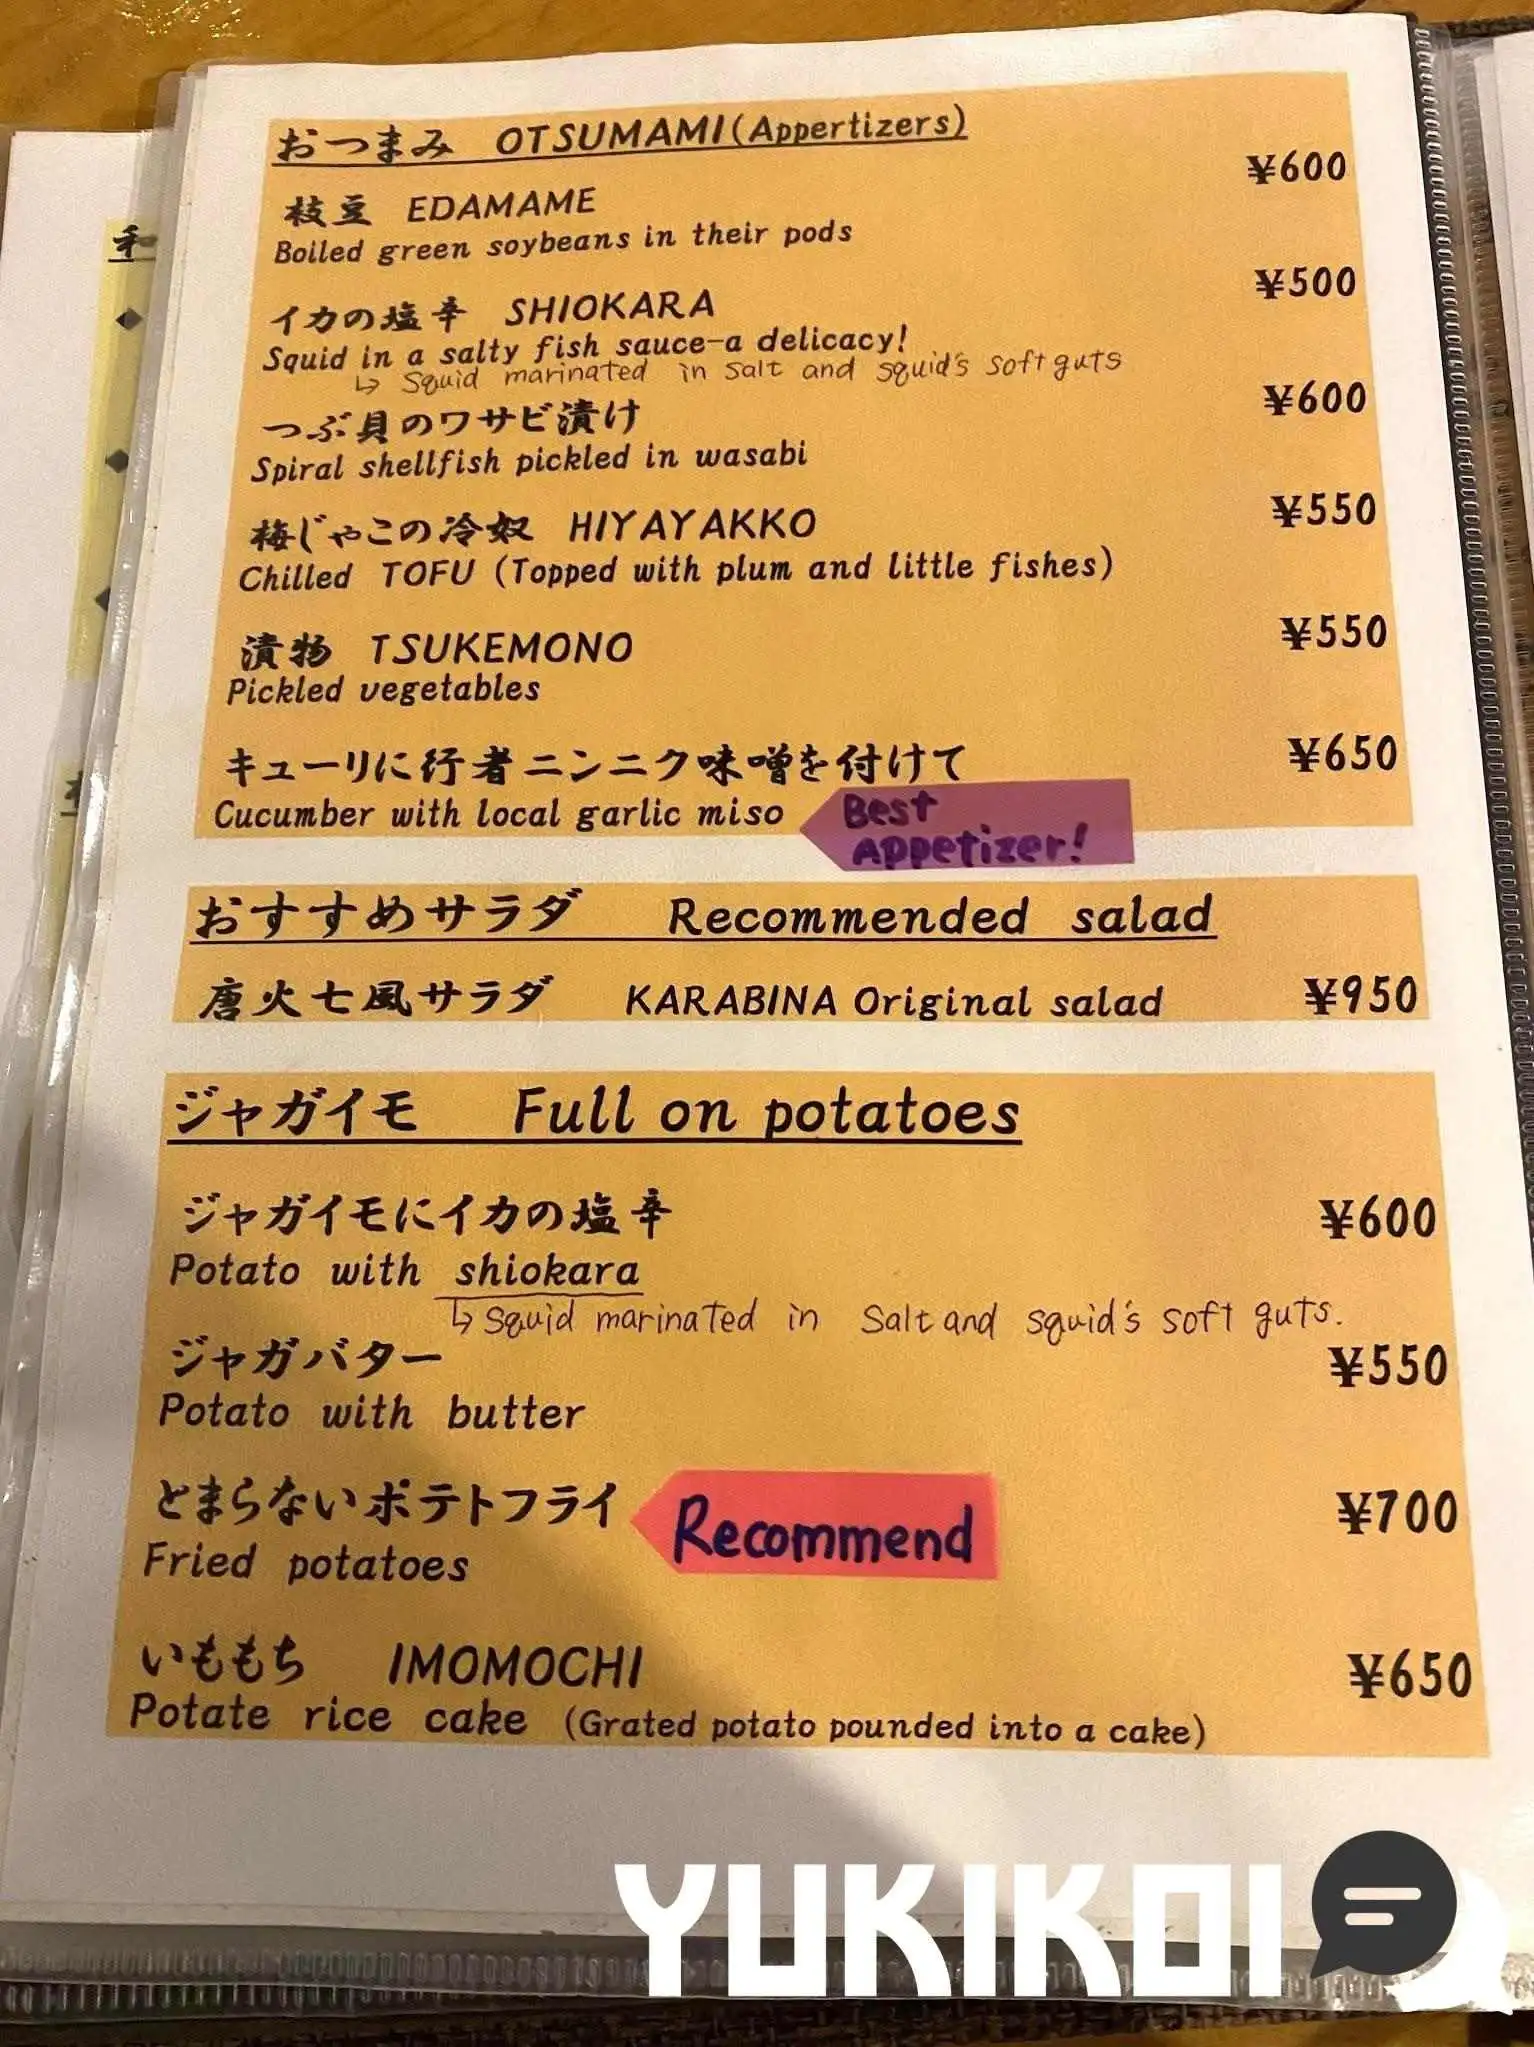 おつまみ OTSUMAMI(Appertizers)
枝豆 EDAMAME ¥600
Boiled green soybeans in their pods
イカの塩辛 SHIOKARA ¥500
Squid in a salty fish sauce-a delicacy!
↳ Squid marinated in salt and squid's soft guts
つぶ貝のワサビ漬け ¥600
Spiral shellfish pickled in wasabi
梅じゃこの冷奴 HIYAYAKKO ¥550
Chilled TOFU (Topped with plum and little fishes)
漬物 TSUKEMONO ¥550
Pickled vegetables
キューリに行者ニンニク味噌を付けて ¥650
Cucumber with local garlic miso
Best
Appetizer!
おすすめサラダ Recommended salad
唐火七風サラダ KARABINA Original salad ¥950
ジャガイモ Full on potatoes
ジャガイモにイカの塩辛 ¥600
Potato with shiokara
↳ Squid marinated in salt and squid's soft guts.
ジャガバター ¥550
Potato with butter
とまらないポテトフライ ¥700
Fried potatoes
Recommend
いももち IMOMOCHI ¥650
Potate rice cake (Grated potato pounded into a cake)
和
YUKIKOI